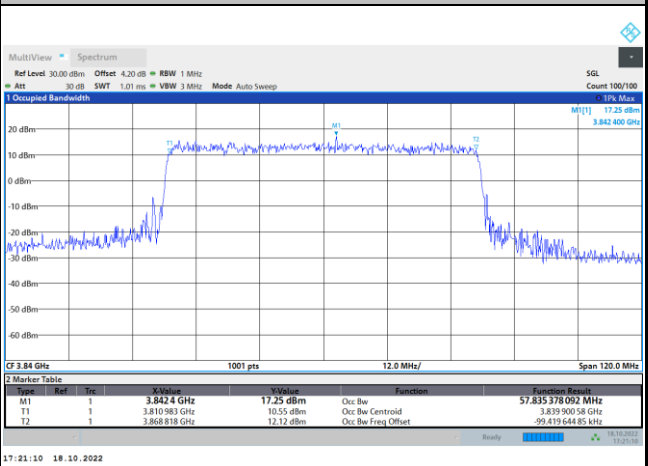 MultiView Spectrum
Ref Level 30.00 dBm Offset 4.20 dB RBW 1 MHz SGL
Att 30 dB SWT 1.01 ms VBW 3 MHz Mode Auto Sweep Count 100/100
1 Occupied Bandwidth 1Pk Max
M1[1] 17.25 dBm
3.842 400 GHz
M1
T1
T2
20 dBm
10 dBm
0 dBm
-10 dBm
-20 dBm
-30 dBm
-40 dBm
-50 dBm
-60 dBm
CF 3.84 GHz 1001 pts 12.0 MHz/ Span 120.0 MHz
2 Marker Table
Type Ref Trc X-Value Y-Value Function Function Result
M1 1 3.8424 GHz 17.25 dBm Occ Bw 57.835 378 092 MHz
T1 1 3.810 983 GHz 10.55 dBm Occ Bw Centroid 3.839 900 58 GHz
T2 1 3.868 818 GHz 12.12 dBm Occ Bw Freq Offset -99.419 644 85 kHz
Ready 18.10.2022
17:21:10
17:21:10 18.10.2022